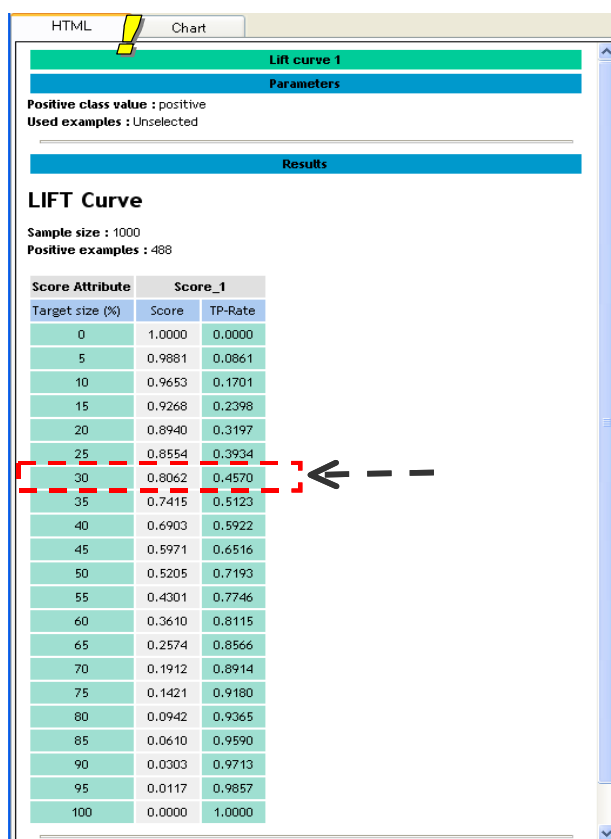 HTML
Chart
Lift curve 1
Parameters
Positive class value : positive
Used examples : Unselected
Results
LIFT Curve
Sample size : 1000
Positive examples : 488
Score Attribute Score_1
Target size (%) Score TP-Rate
0 1.0000 0.0000
5 0.9881 0.0861
10 0.9653 0.1701
15 0.9268 0.2398
20 0.8940 0.3197
25 0.8554 0.3934
30 0.8062 0.4570
35 0.7415 0.5123
40 0.6903 0.5922
45 0.5971 0.6516
50 0.5205 0.7193
55 0.4301 0.7746
60 0.3610 0.8115
65 0.2574 0.8566
70 0.1912 0.8914
75 0.1421 0.9180
80 0.0942 0.9365
85 0.0610 0.9590
90 0.0303 0.9713
95 0.0117 0.9857
100 0.0000 1.0000